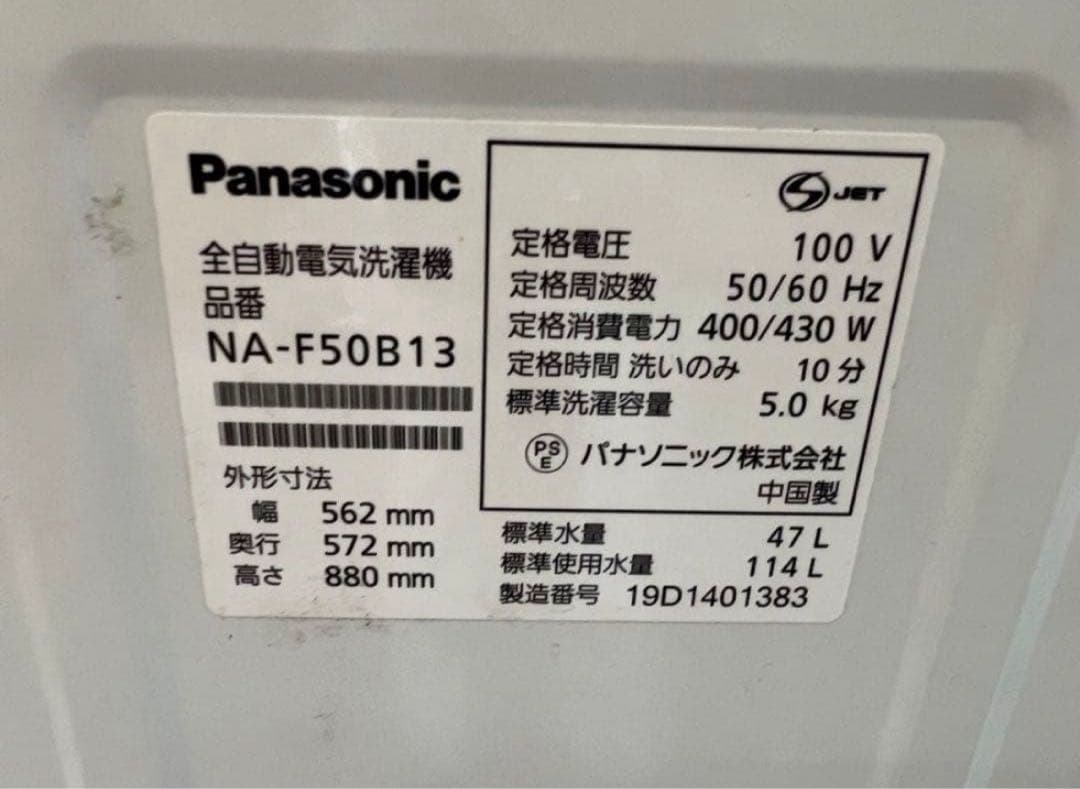 Panasonic
全自動電気洗濯機
品番
NA-F50B13
外形寸法
幅 562 mm
奥行 572 mm
高さ 880 mm
S JET
定格電圧 100 V
定格周波数 50/60 Hz
定格消費電力 400/430 W
定格時間 洗いのみ 10 分
標準洗濯容量 5.0 kg
PS E パナソニック株式会社
中国製
標準水量 47 L
標準使用水量 114 L
製造番号 19D1401383